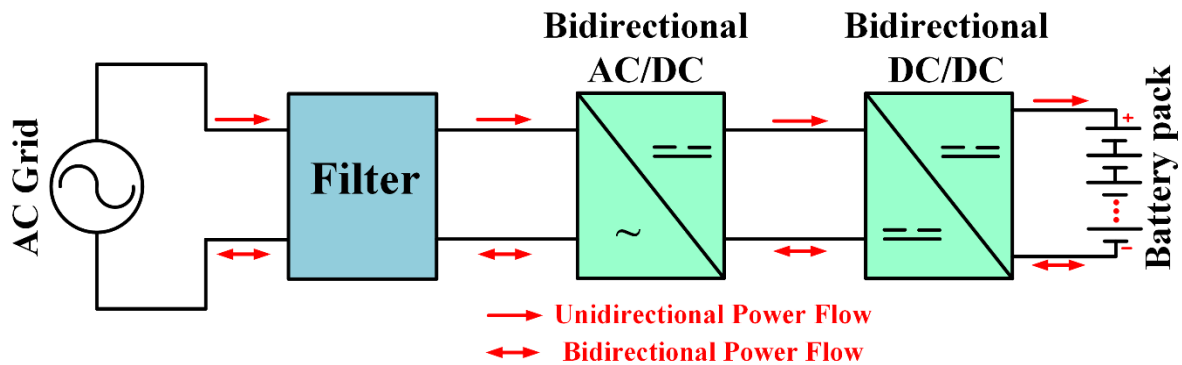 Bidirectional
AC/DC
Bidirectional
DC/DC
AC Grid
Filter
~
+
−
Battery pack
Unidirectional Power Flow
Bidirectional Power Flow